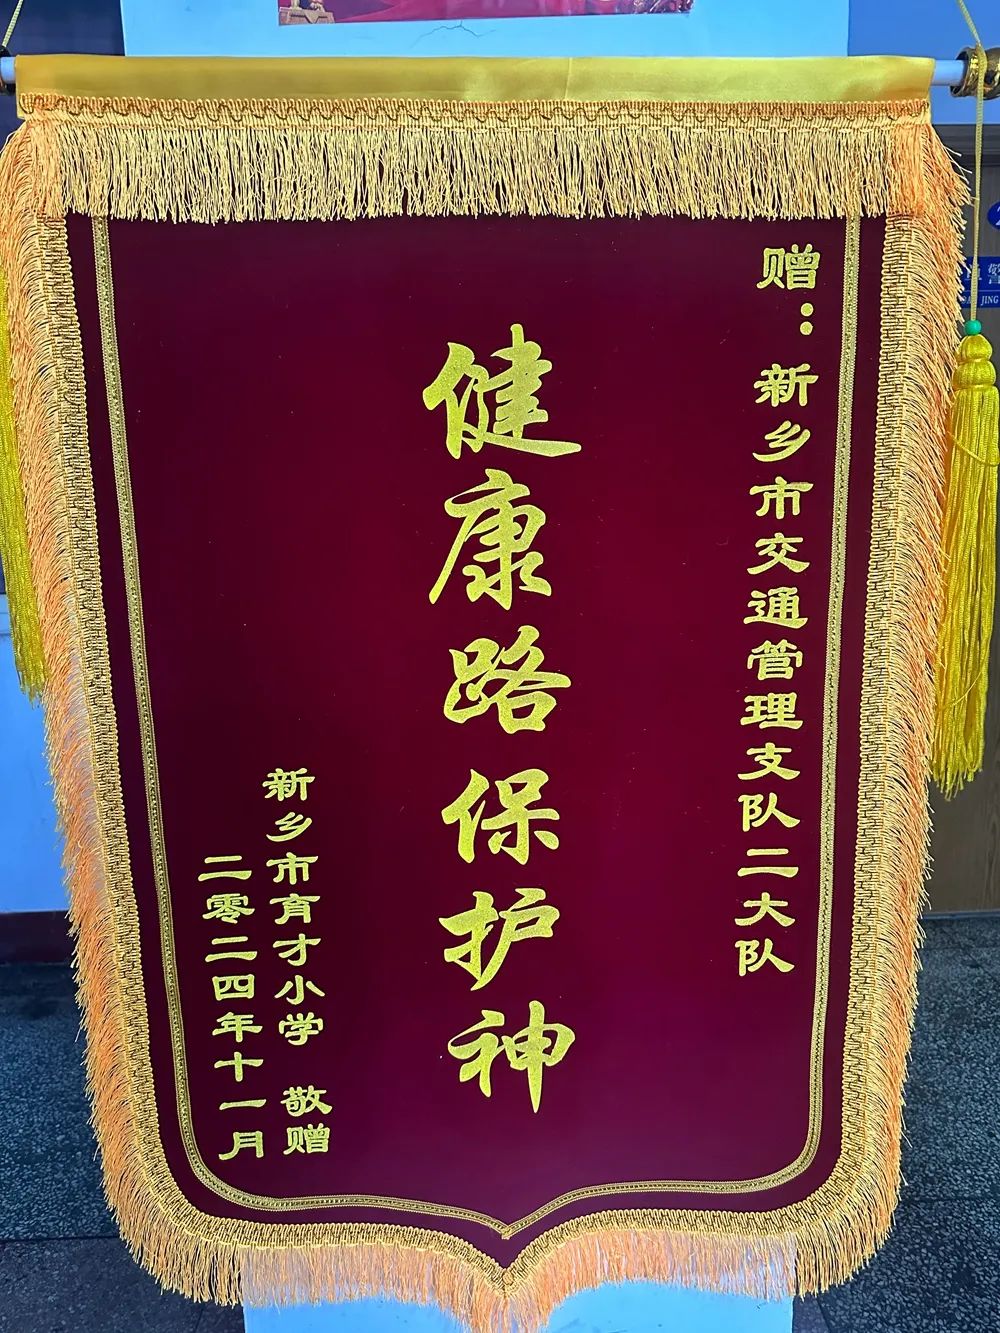 赠：新乡市交通管理支队二大队
健康路保护神
新乡市育才小学 敬赠
二零二四年十一月
JING